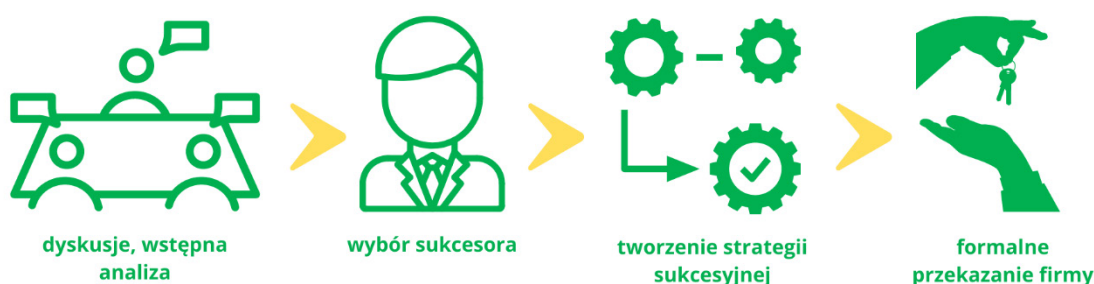 dyskusje, wstępna
analiza
wybór sukcesora
tworzenie strategii
sukcesyjnej
formalne
przekazanie firmy